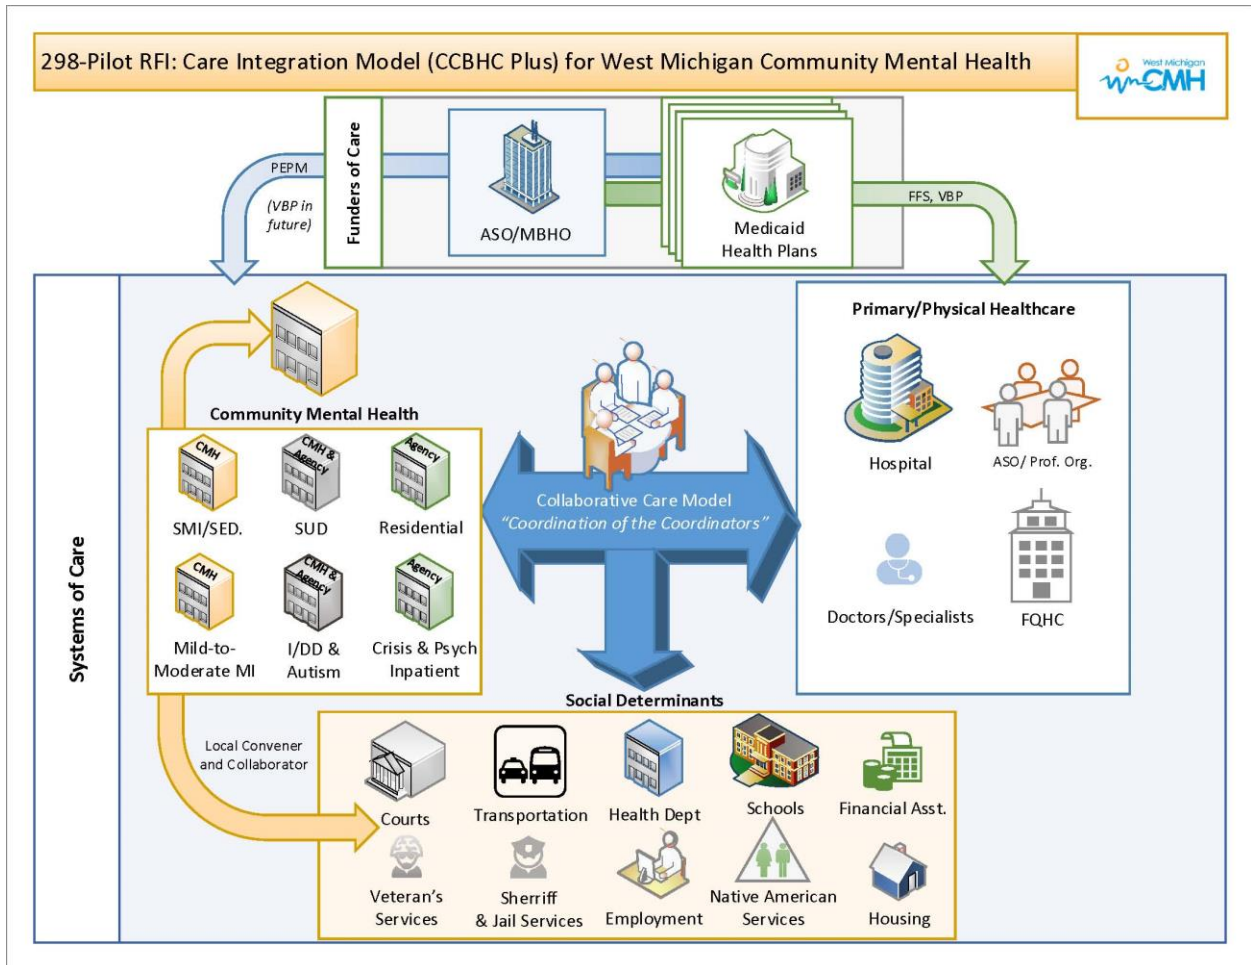 298-Pilot RFI: Care Integration Model (CCBHC Plus) for West Michigan Community Mental Health
West Michigan
CMH
Funders of Care
PEPM
(VBP in
future)
ASO/MBHO
Medicaid
Health Plans
FFS, VBP
Systems of Care
Community Mental Health
CMH
SMI/SED.
CMH &
Agency
SUD
Agency
Residential
CMH
Mild-to-
Moderate MI
CMH &
Agency
I/DD &
Autism
Agency
Crisis & Psych
Inpatient
Collaborative Care Model
"Coordination of the Coordinators"
Primary/Physical Healthcare
Hospital
ASO/ Prof. Org.
Doctors/Specialists
FQHC
Local Convener
and Collaborator
Social Determinants
Courts
Transportation
Health Dept
Schools
Financial Asst.
Veteran's
Services
Sherriff
& Jail Services
Employment
Native American
Services
Housing